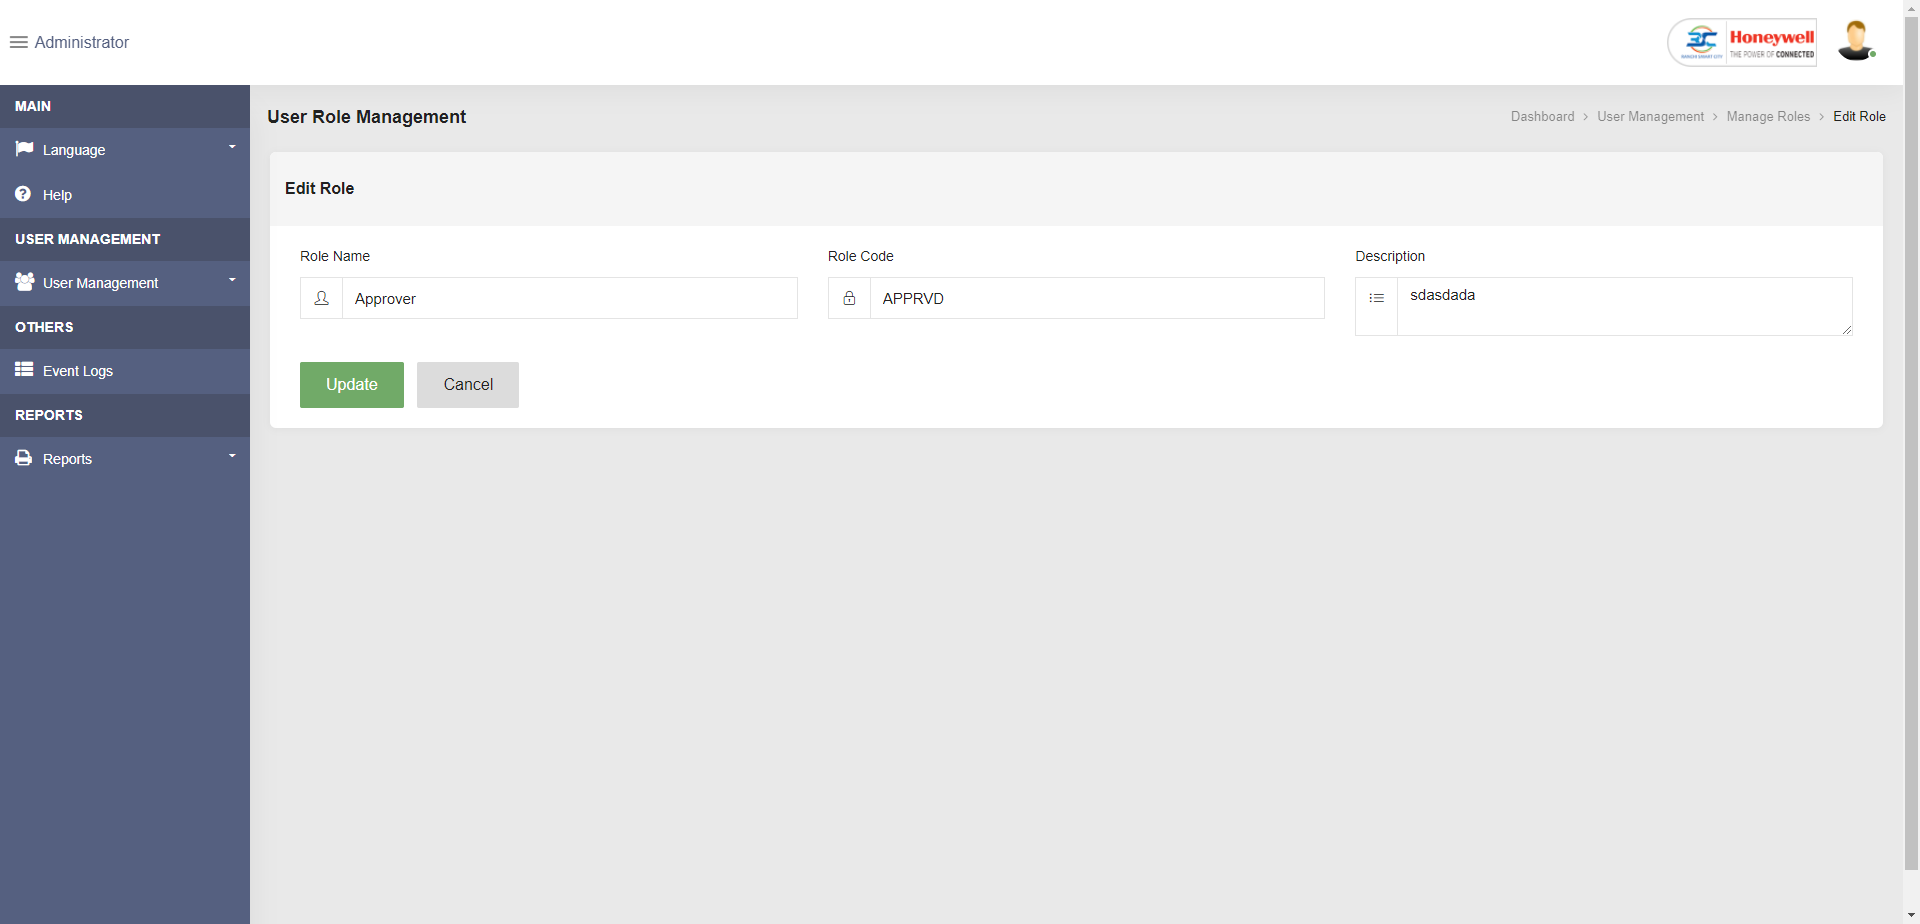 Administrator
Honeywell
THE POWER OF CONNECTED
MAIN
Language
Help
USER MANAGEMENT
User Management
OTHERS
Event Logs
REPORTS
Reports
User Role Management
Dashboard > User Management > Manage Roles > Edit Role
Edit Role
Role Name Role Code Description
Approver APPRVD sdasdada
Update Cancel